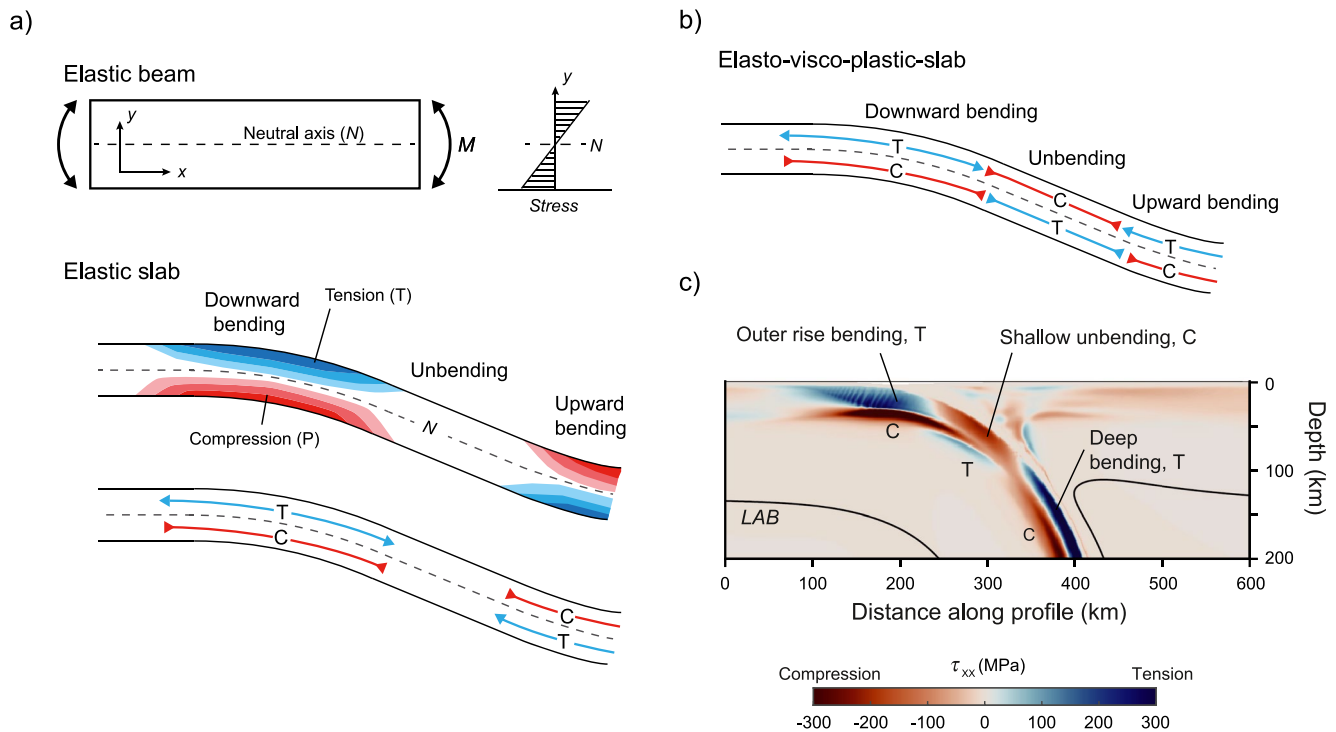 a)
Elastic beam
y
x
Neutral axis (N)
M
y
N
Stress
Elastic slab
Downward
bending
Tension (T)
Unbending
Upward
bending
N
Compression (P)
T
C
C
T
b)
Elasto-visco-plastic-slab
Downward bending
Unbending
Upward bending
T
C
C
T
T
C
c)
Outer rise bending, T
Shallow unbending, C
Deep
bending, T
C
T
C
LAB
0
100
200
Depth
(km)
0
100
200
300
400
500
600
Distance along profile (km)
Compression
τxx (MPa)
Tension
-300
-200
-100
0
100
200
300